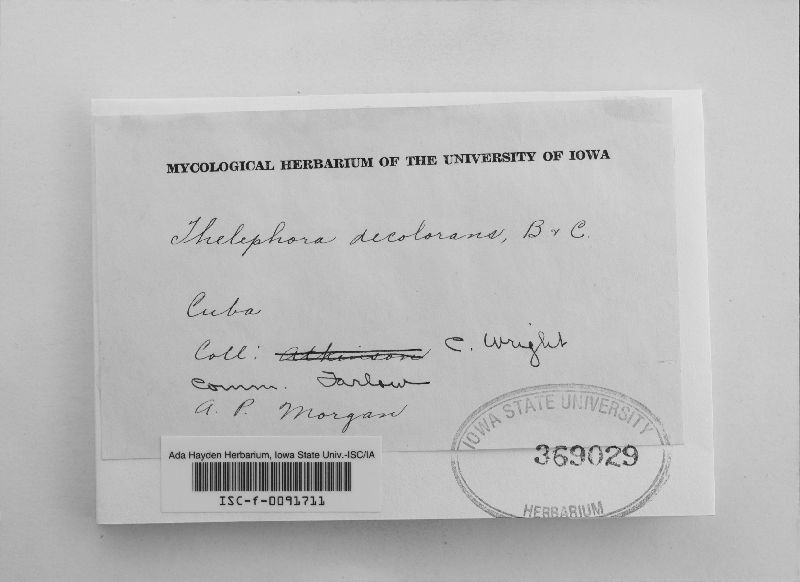 MYCOLOGICAL HERBARIUM OF THE UNIVERSITY OF IOWA
Thelephora decolorans, B & C.
Cuba
Coll: Atkinson C. Wright
comm. Farlow
A. P. Morgan
IOWA STATE UNIVERSITY
369029
HERBARIUM
Ada Hayden Herbarium, Iowa State Univ.-ISC/IA
ISC-f-0091711